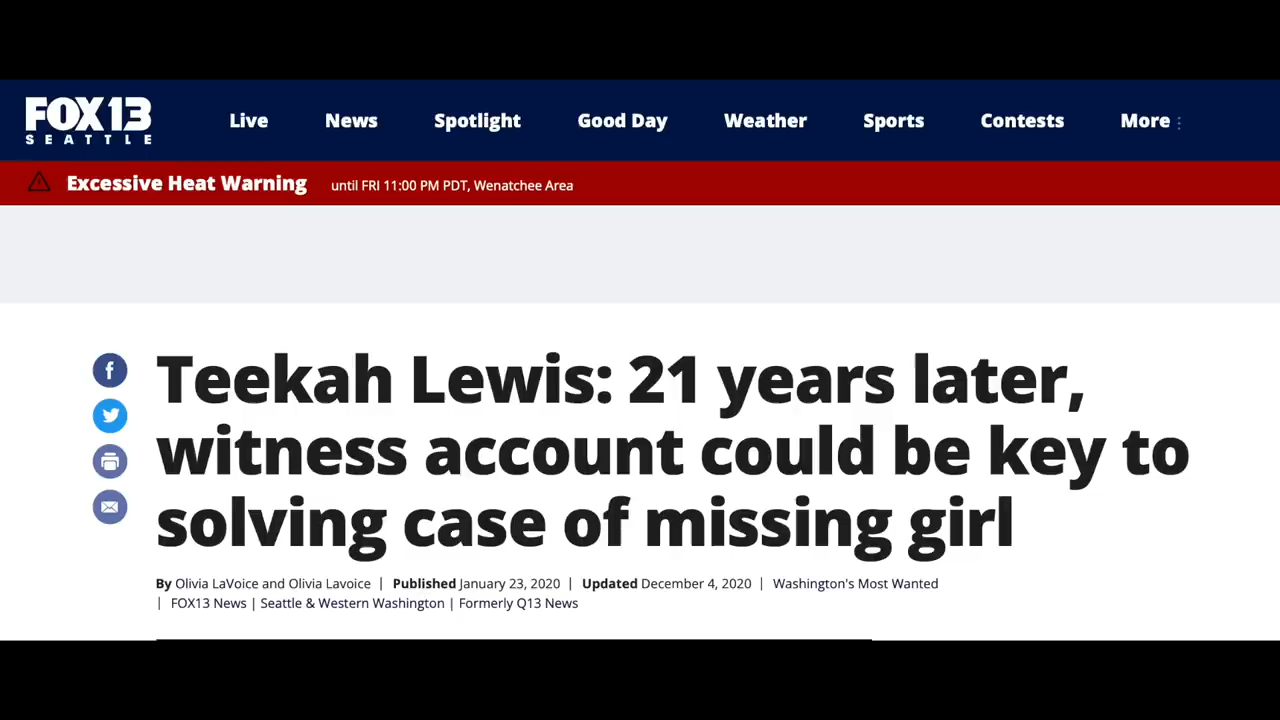 FOX 13
SEATTLE
Live News Spotlight Good Day Weather Sports Contests More
Excessive Heat Warning until FRI 11:00 PM PDT, Wenatchee Area
Teekah Lewis: 21 years later,
witness account could be key to
solving case of missing girl
By Olivia LaVoice and Olivia Lavoice | Published January 23, 2020 | Updated December 4, 2020 | Washington's Most Wanted
| FOX13 News | Seattle & Western Washington | Formerly Q13 News